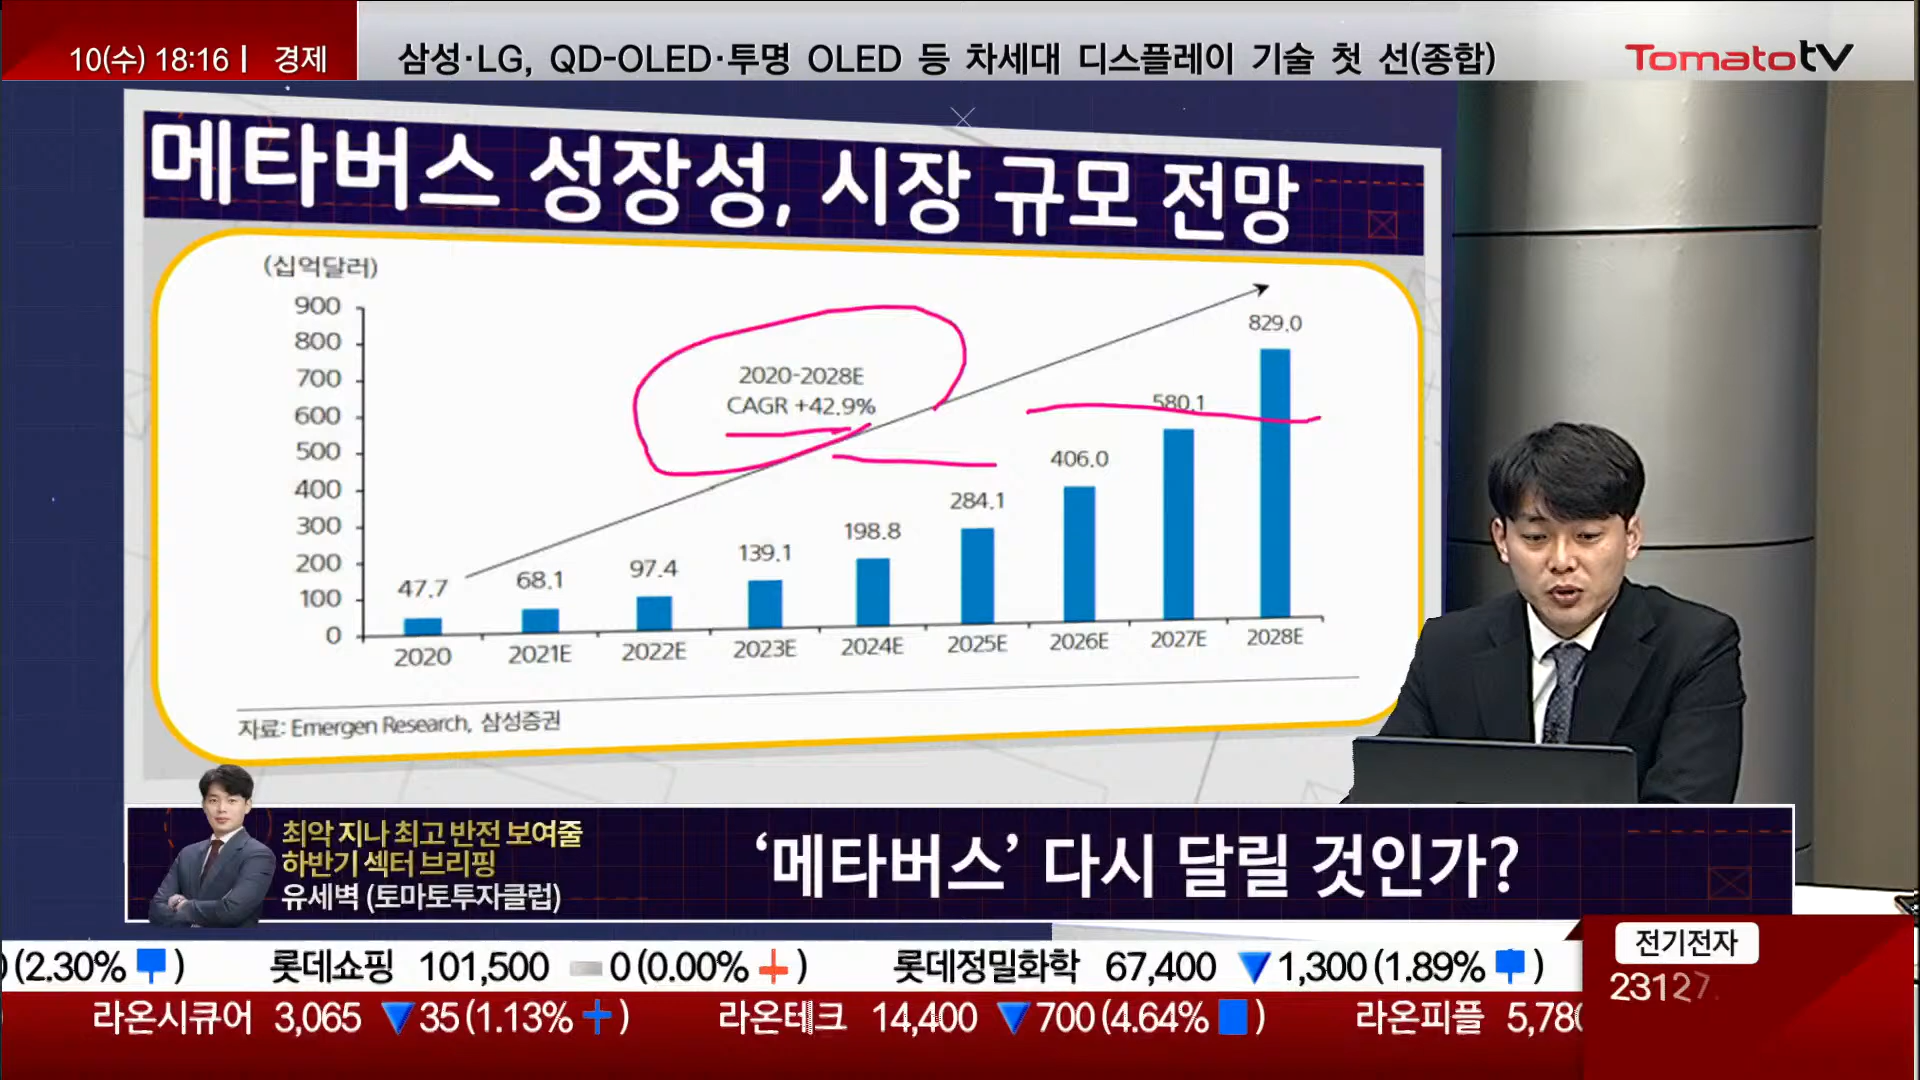 10(수) 18:16 | 경제
삼성·LG, QD-OLED·투명 OLED 등 차세대 디스플레이 기술 첫 선(종합)
Tomatotv
메타버스 성장성, 시장 규모 전망
(십억달러)
900
800
700
600
500
400
300
200
100
0
2020-2028E
CAGR +42.9%
47.7
68.1
97.4
139.1
198.8
284.1
406.0
580.1
829.0
2020
2021E
2022E
2023E
2024E
2025E
2026E
2027E
2028E
자료: Emergen Research, 삼성증권
최악 지나 최고 반전 보여줄
하반기 섹터 브리핑
유세벽 (토마토투자클럽)
‘메타버스’ 다시 달릴 것인가?
(2.30% ) 롯데쇼핑 101,500 0(0.00% ) 롯데정밀화학 67,400 ▼1,300(1.89% )
라온시큐어 3,065 ▼35(1.13% ) 라온테크 14,400 ▼700(4.64% ) 라온피플
전기전자